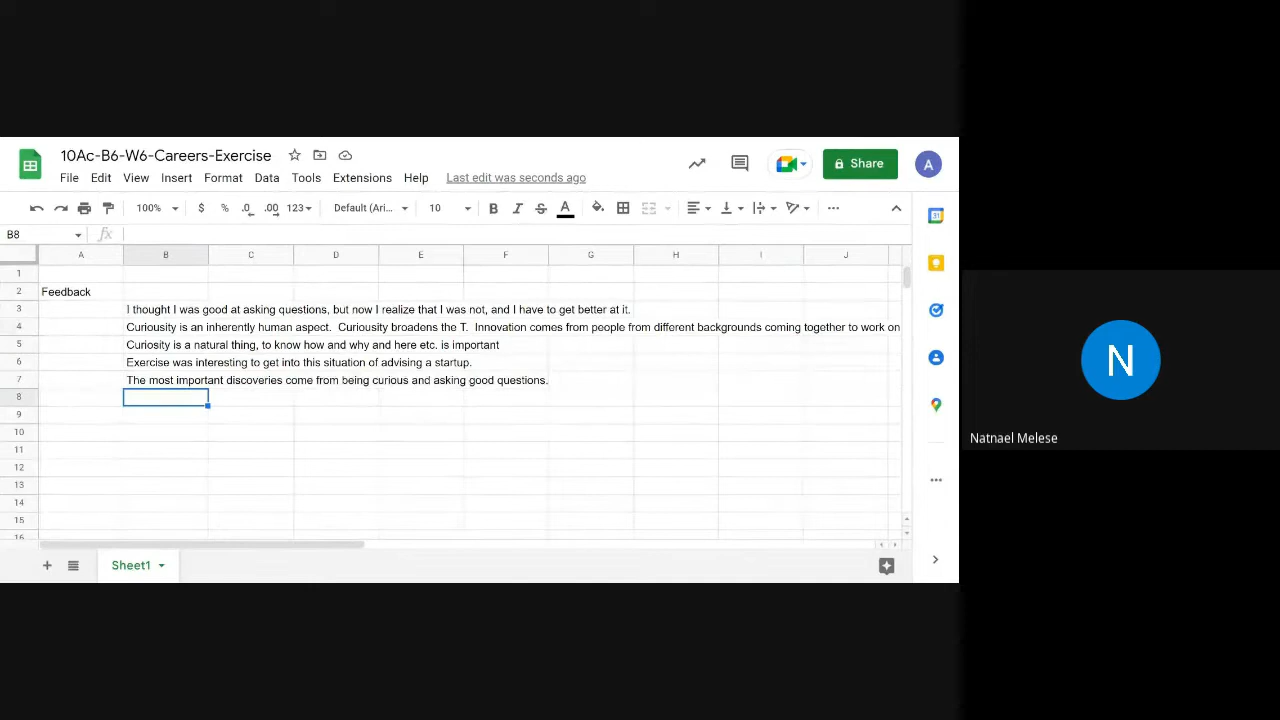 10Ac-B6-W6-Careers-Exercise
Share
A
File Edit View Insert Format Data Tools Extensions Help Last edit was seconds ago
100% $ % .0 .00 123 Default (Ari... 10 B I S A
B8 fx
A B C D E F G H I J
1
2 Feedback
3 I thought I was good at asking questions, but now I realize that I was not, and I have to get better at it.
4 Curiousity is an inherently human aspect. Curiousity broadens the T. Innovation comes from people from different backgrounds coming together to work on
5 Curiosity is a natural thing, to know how and why and here etc. is important
6 Exercise was interesting to get into this situation of advising a startup.
7 The most important discoveries come from being curious and asking good questions.
8
9
10
11
12
13
14
15
16
Sheet1
31
N
Natnael Melese